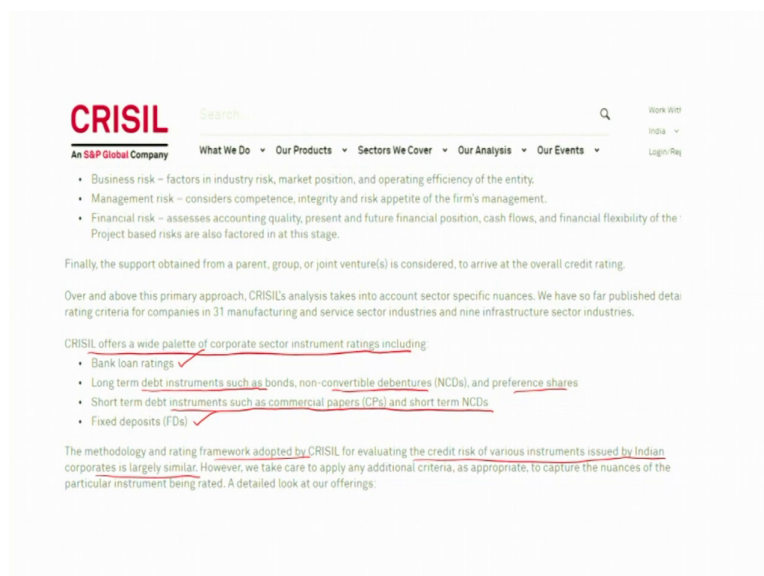 CRISIL
An S&P Global Company
Search...
Work With
India
Login/Reg
What We Do
Our Products
Sectors We Cover
Our Analysis
Our Events
• Business risk – factors in industry risk, market position, and operating efficiency of the entity.
• Management risk – considers competence, integrity and risk appetite of the firm's management.
• Financial risk – assesses accounting quality, present and future financial position, cash flows, and financial flexibility of the
Project based risks are also factored in at this stage.
Finally, the support obtained from a parent, group, or joint venture(s) is considered, to arrive at the overall credit rating.
Over and above this primary approach, CRISIL's analysis takes into account sector specific nuances. We have so far published detai
rating criteria for companies in 31 manufacturing and service sector industries and nine infrastructure sector industries.
CRISIL offers a wide palette of corporate sector instrument ratings including:
• Bank loan ratings
• Long term debt instruments such as bonds, non-convertible debentures (NCDs), and preference shares
• Short term debt instruments such as commercial papers (CPs) and short term NCDs
• Fixed deposits (FDs)
The methodology and rating framework adopted by CRISIL for evaluating the credit risk of various instruments issued by Indian
corporates is largely similar. However, we take care to apply any additional criteria, as appropriate, to capture the nuances of the
particular instrument being rated. A detailed look at our offerings: